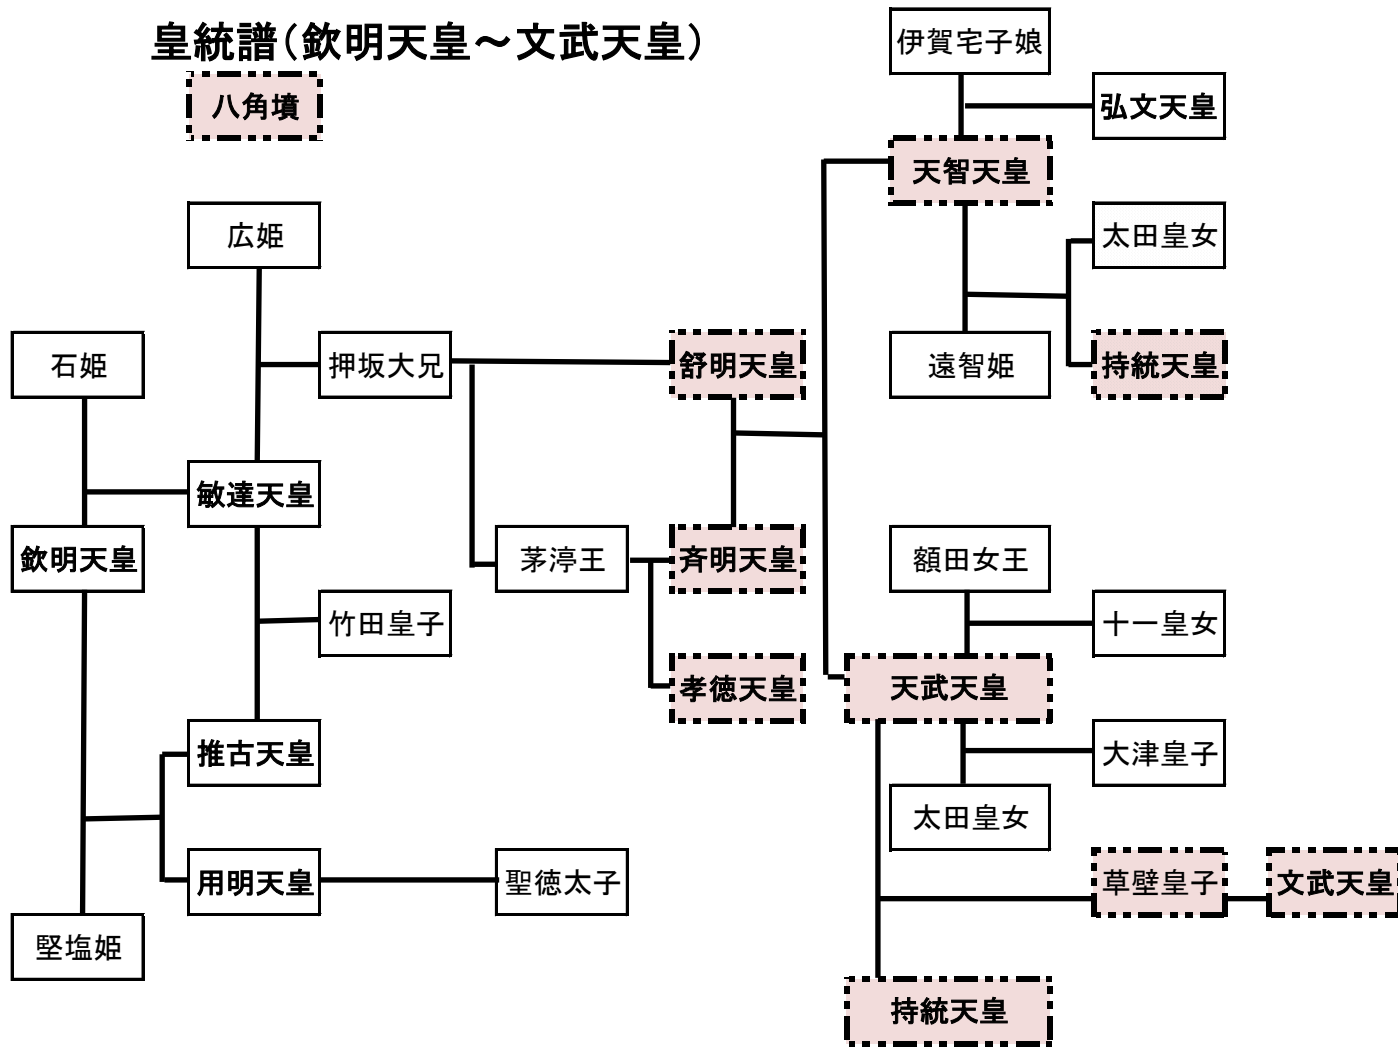 皇統譜（欽明天皇～文武天皇）
八角墳
伊賀宅子娘
弘文天皇
天智天皇
広姫
太田皇女
石姫
押坂大兄
舒明天皇
遠智姫
持統天皇
敏達天皇
欽明天皇
茅渟王
斉明天皇
額田女王
竹田皇子
十一皇女
孝徳天皇
天武天皇
推古天皇
大津皇子
太田皇女
用明天皇
聖徳太子
草壁皇子
文武天皇
堅塩姫
持統天皇